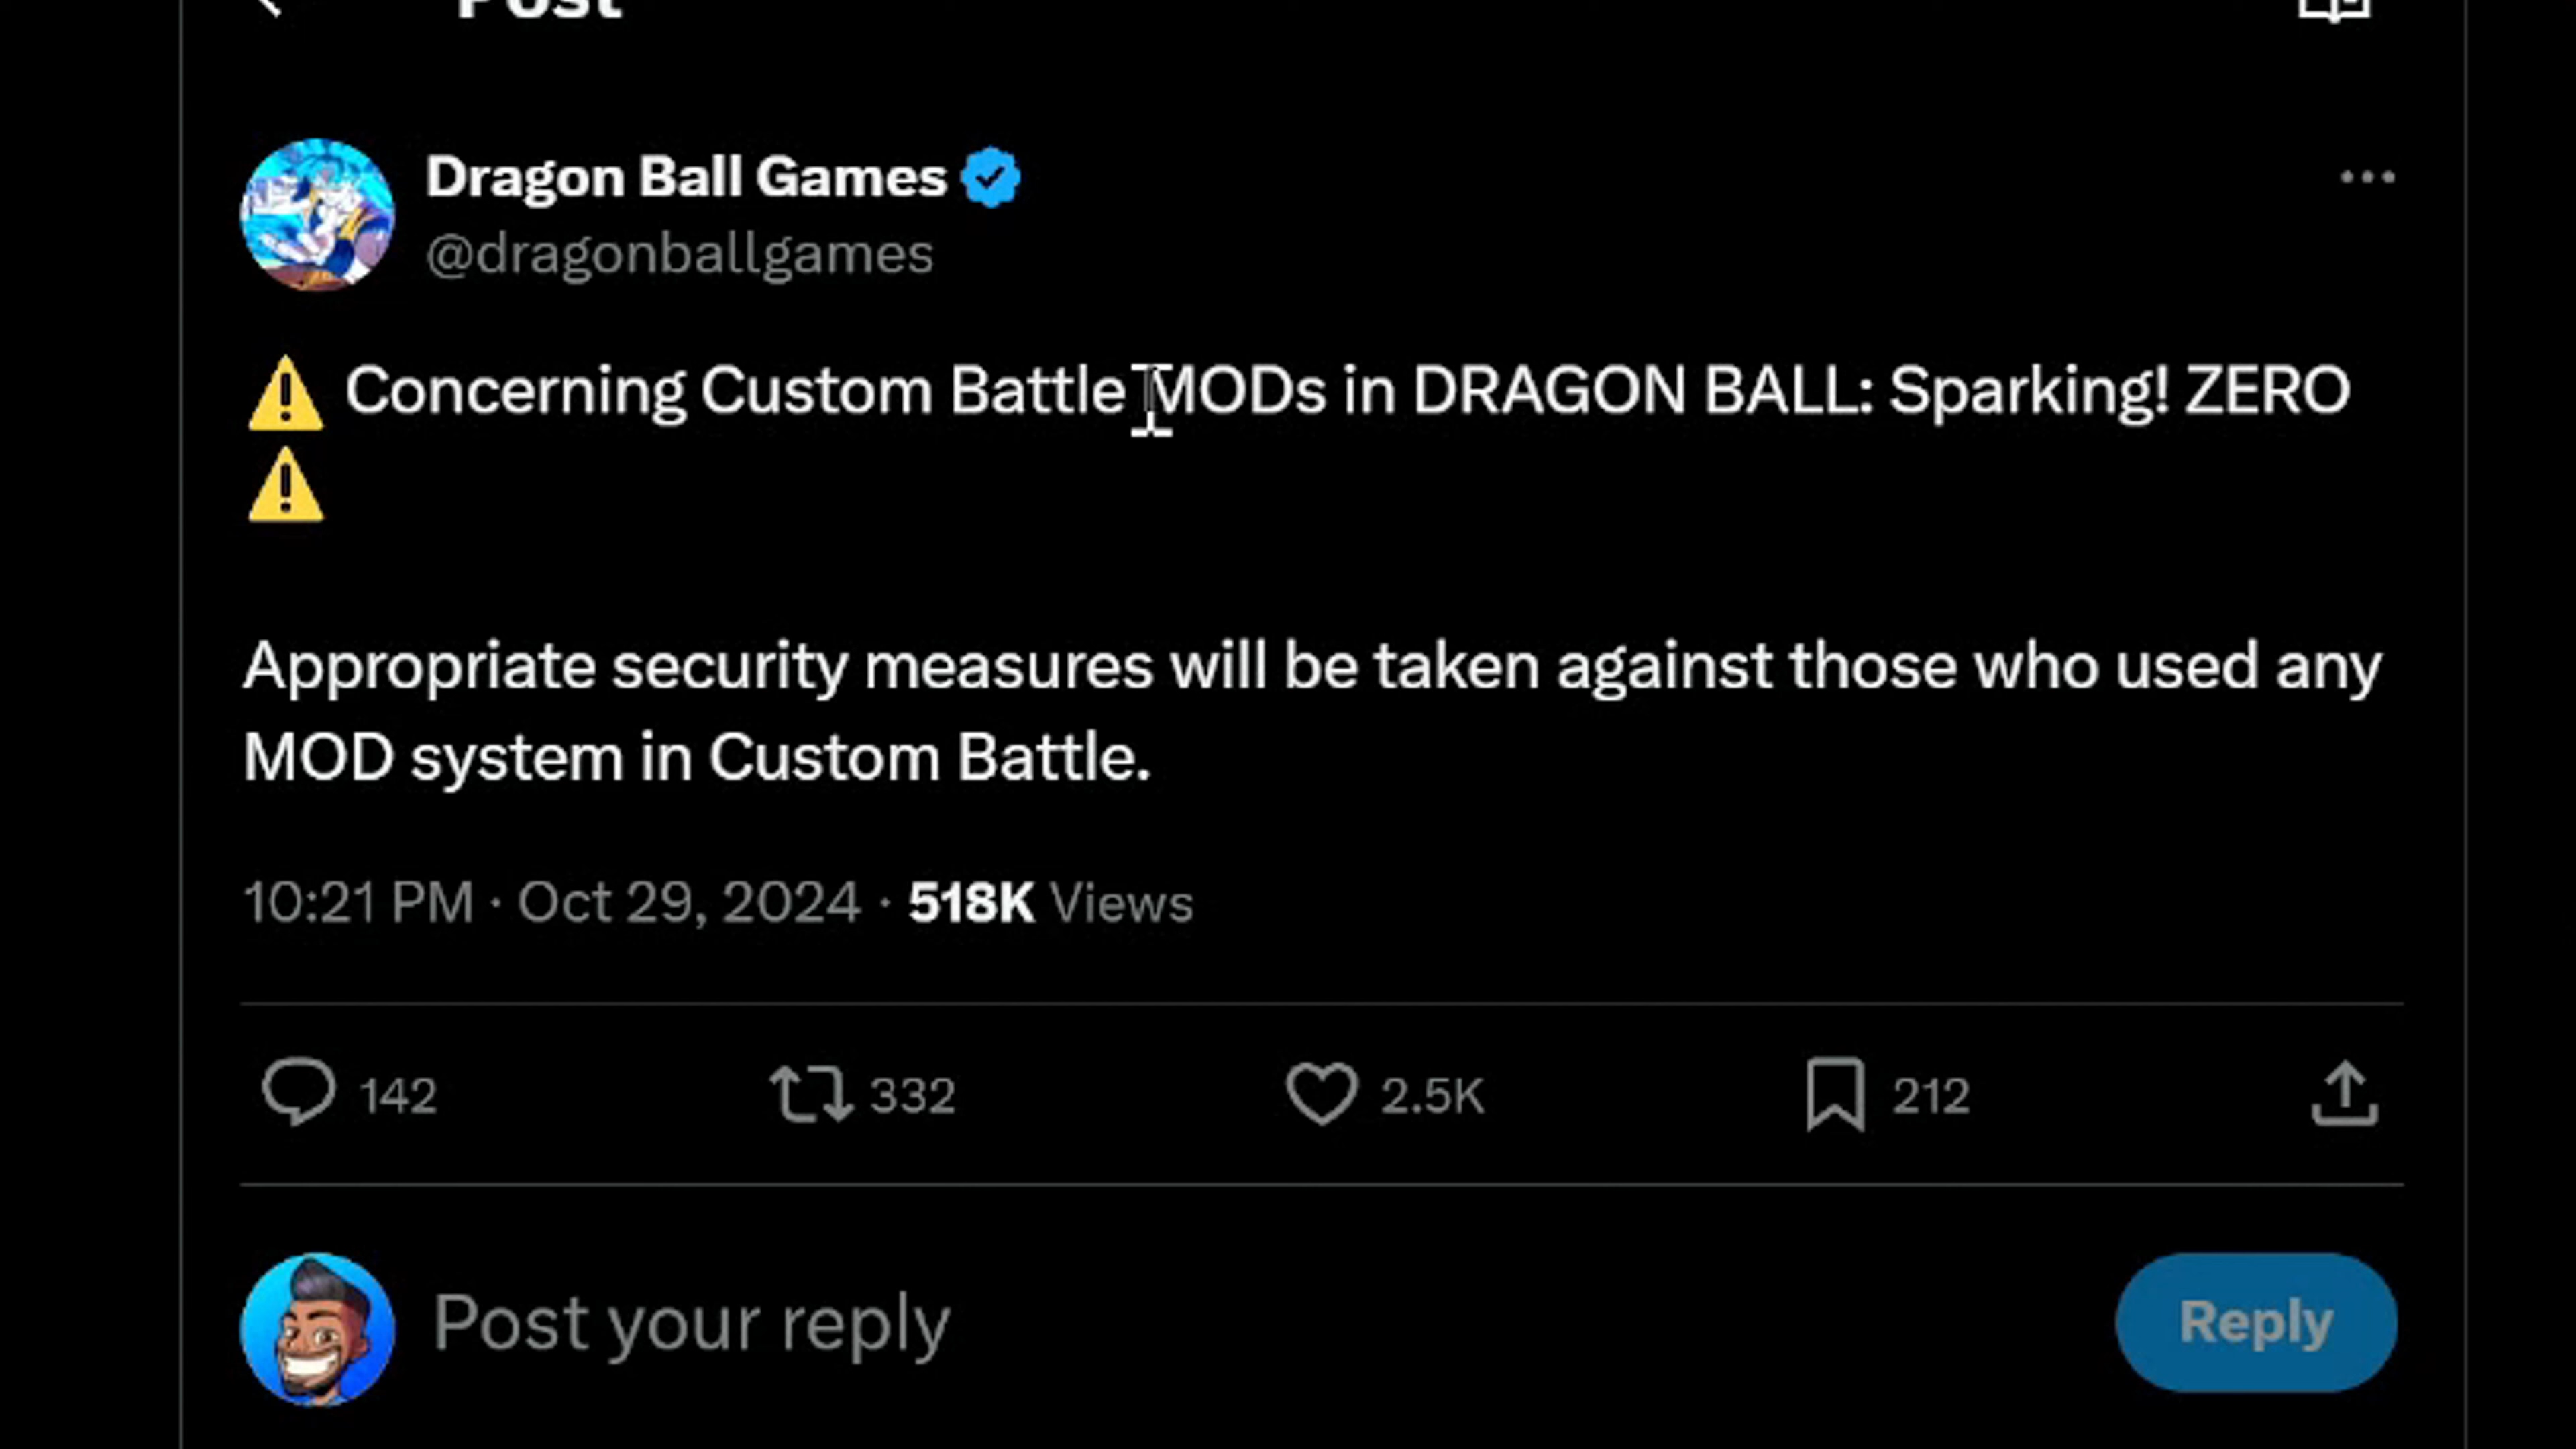 Post
Dragon Ball Games
@dragonballgames
⚠️ Concerning Custom Battle MODs in DRAGON BALL: Sparking! ZERO
⚠️
Appropriate security measures will be taken against those who used any
MOD system in Custom Battle.
10:21 PM · Oct 29, 2024 · 518K Views
142 332 2.5K 212
Post your reply
Reply